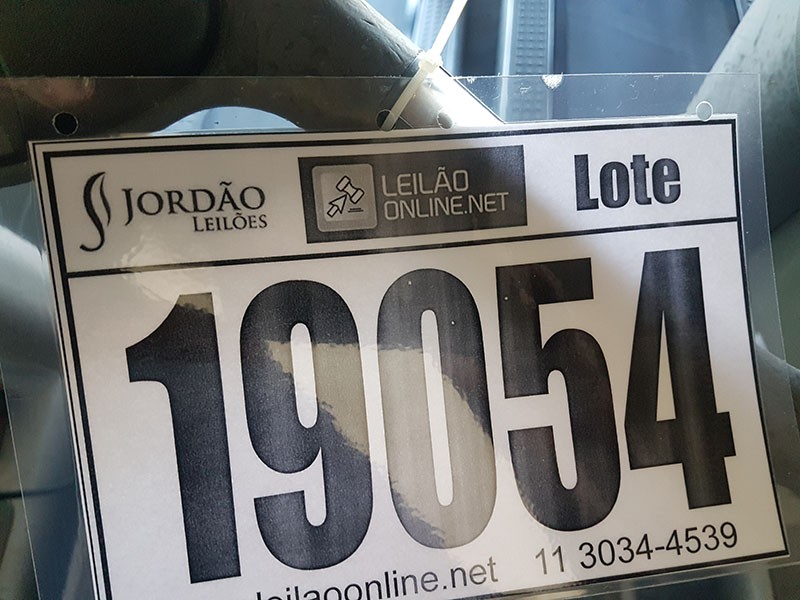 JORDÃO
LEILÕES
LEILÃO
ONLINE.NET
Lote
19054
leilaoonline.net 11 3034-4539